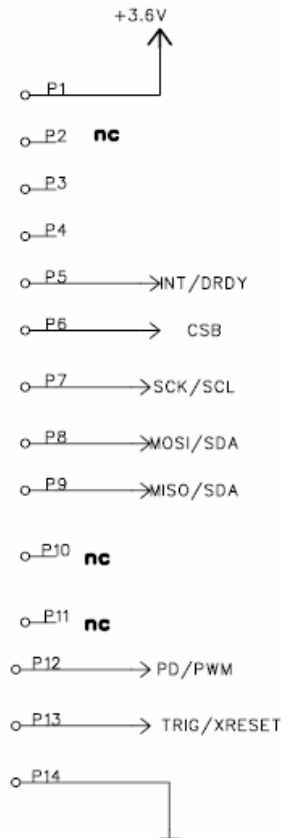 +3.6V
P1
P2 nc
P3
P4
P5 INT/DRDY
P6 CSB
P7 SCK/SCL
P8 MOSI/SDA
P9 MISO/SDA
P10 nc
P11 nc
P12 PD/PWM
P13 TRIG/XRESET
P14